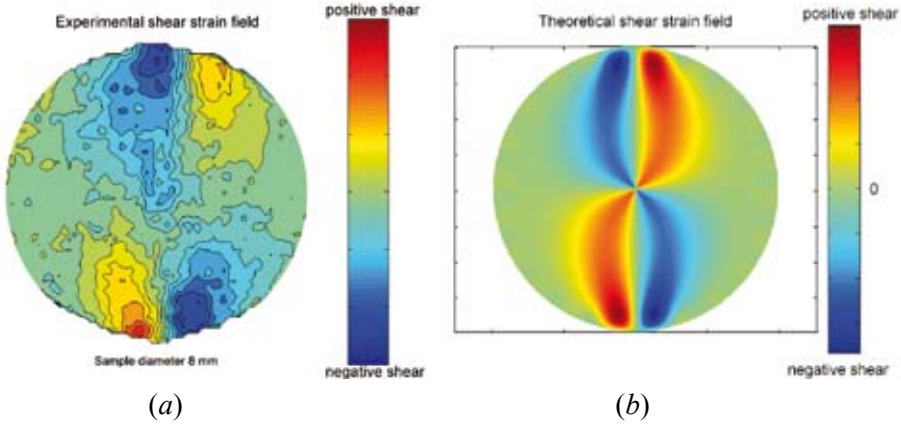 Experimental shear strain field
positive shear
Sample diameter 8 mm
negative shear
(a)
Theoretical shear strain field
positive shear
0
negative shear
(b)